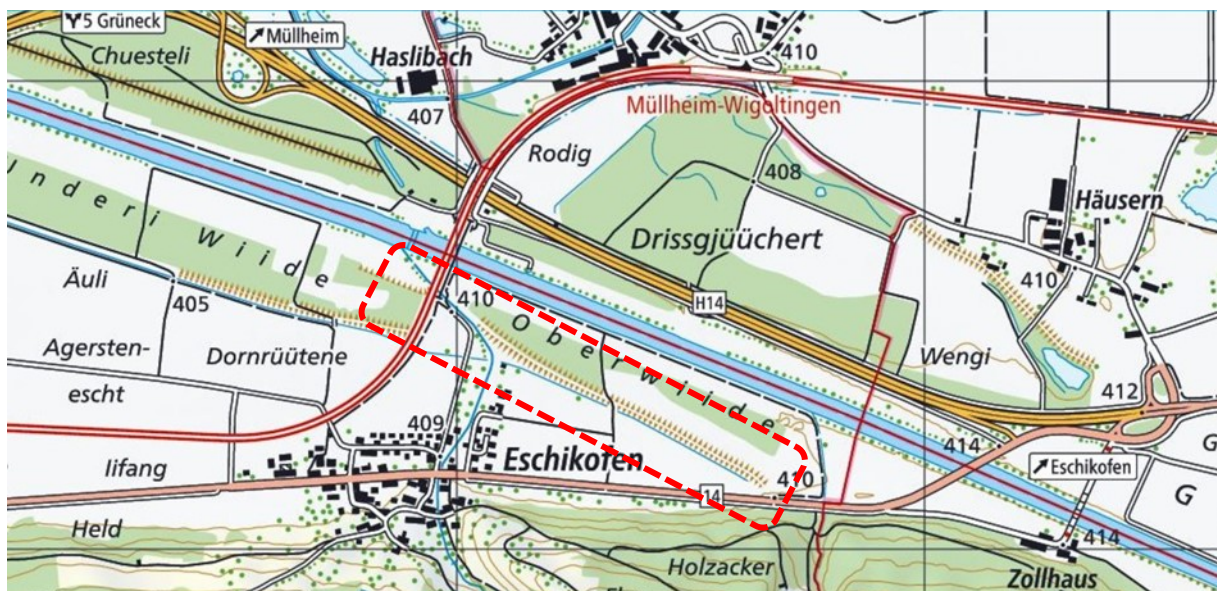 5 Grüneck
Müllheim
Chuesteli
Haslibach
410
407
Müllheim-Wigoltingen
Rodig
408
Häusern
Drissgjüüchert
Underi Wiide
Äuli
405
410
410
H14
Oberwiide
Agersten-
escht
Dornrüütene
Wengi
412
409
414
Iifang
Eschikofen
Eschikofen
G
14
410
G
Held
Holzacker
414
Zollhaus